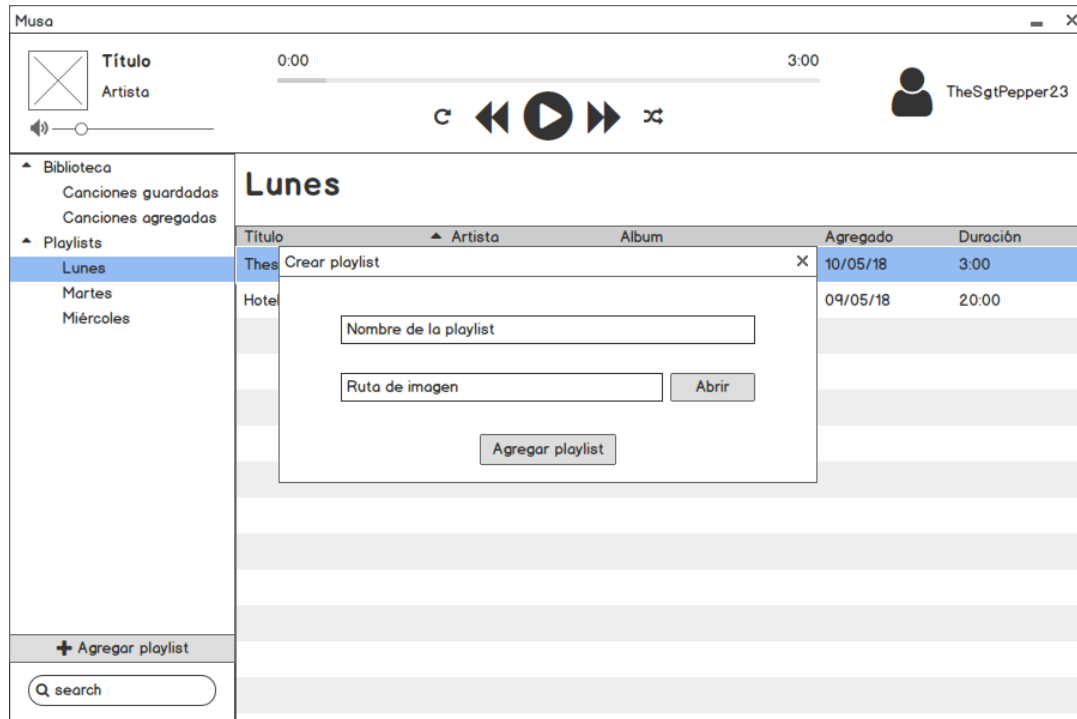 Musa
Título
Artista
0:00 3:00
TheSgtPepper23
Biblioteca
Canciones guardadas
Canciones agregadas
Playlists
Lunes
Martes
Miércoles
Agregar playlist
search
Lunes
Título Artista Album Agregado Duración
Thes 10/05/18 3:00
Hotel 09/05/18 20:00
Crear playlist
Nombre de la playlist
Ruta de imagen Abrir
Agregar playlist